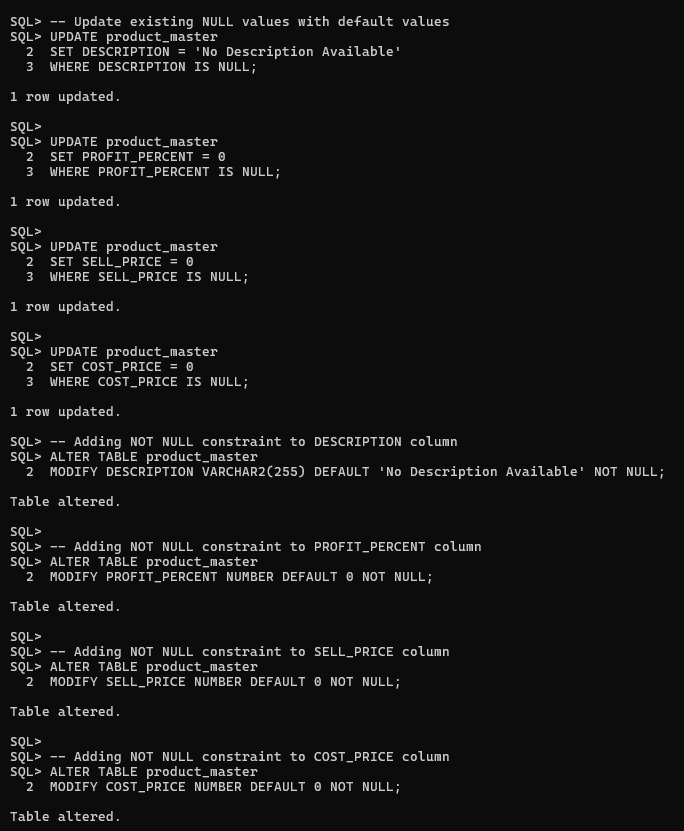 SQL> -- Update existing NULL values with default values
SQL> UPDATE product_master
  2  SET DESCRIPTION = 'No Description Available'
  3  WHERE DESCRIPTION IS NULL;

1 row updated.

SQL>
SQL> UPDATE product_master
  2  SET PROFIT_PERCENT = 0
  3  WHERE PROFIT_PERCENT IS NULL;

1 row updated.

SQL>
SQL> UPDATE product_master
  2  SET SELL_PRICE = 0
  3  WHERE SELL_PRICE IS NULL;

1 row updated.

SQL>
SQL> UPDATE product_master
  2  SET COST_PRICE = 0
  3  WHERE COST_PRICE IS NULL;

1 row updated.

SQL> -- Adding NOT NULL constraint to DESCRIPTION column
SQL> ALTER TABLE product_master
  2  MODIFY DESCRIPTION VARCHAR2(255) DEFAULT 'No Description Available' NOT NULL;

Table altered.

SQL>
SQL> -- Adding NOT NULL constraint to PROFIT_PERCENT column
SQL> ALTER TABLE product_master
  2  MODIFY PROFIT_PERCENT NUMBER DEFAULT 0 NOT NULL;

Table altered.

SQL>
SQL> -- Adding NOT NULL constraint to SELL_PRICE column
SQL> ALTER TABLE product_master
  2  MODIFY SELL_PRICE NUMBER DEFAULT 0 NOT NULL;

Table altered.

SQL>
SQL> -- Adding NOT NULL constraint to COST_PRICE column
SQL> ALTER TABLE product_master
  2  MODIFY COST_PRICE NUMBER DEFAULT 0 NOT NULL;

Table altered.